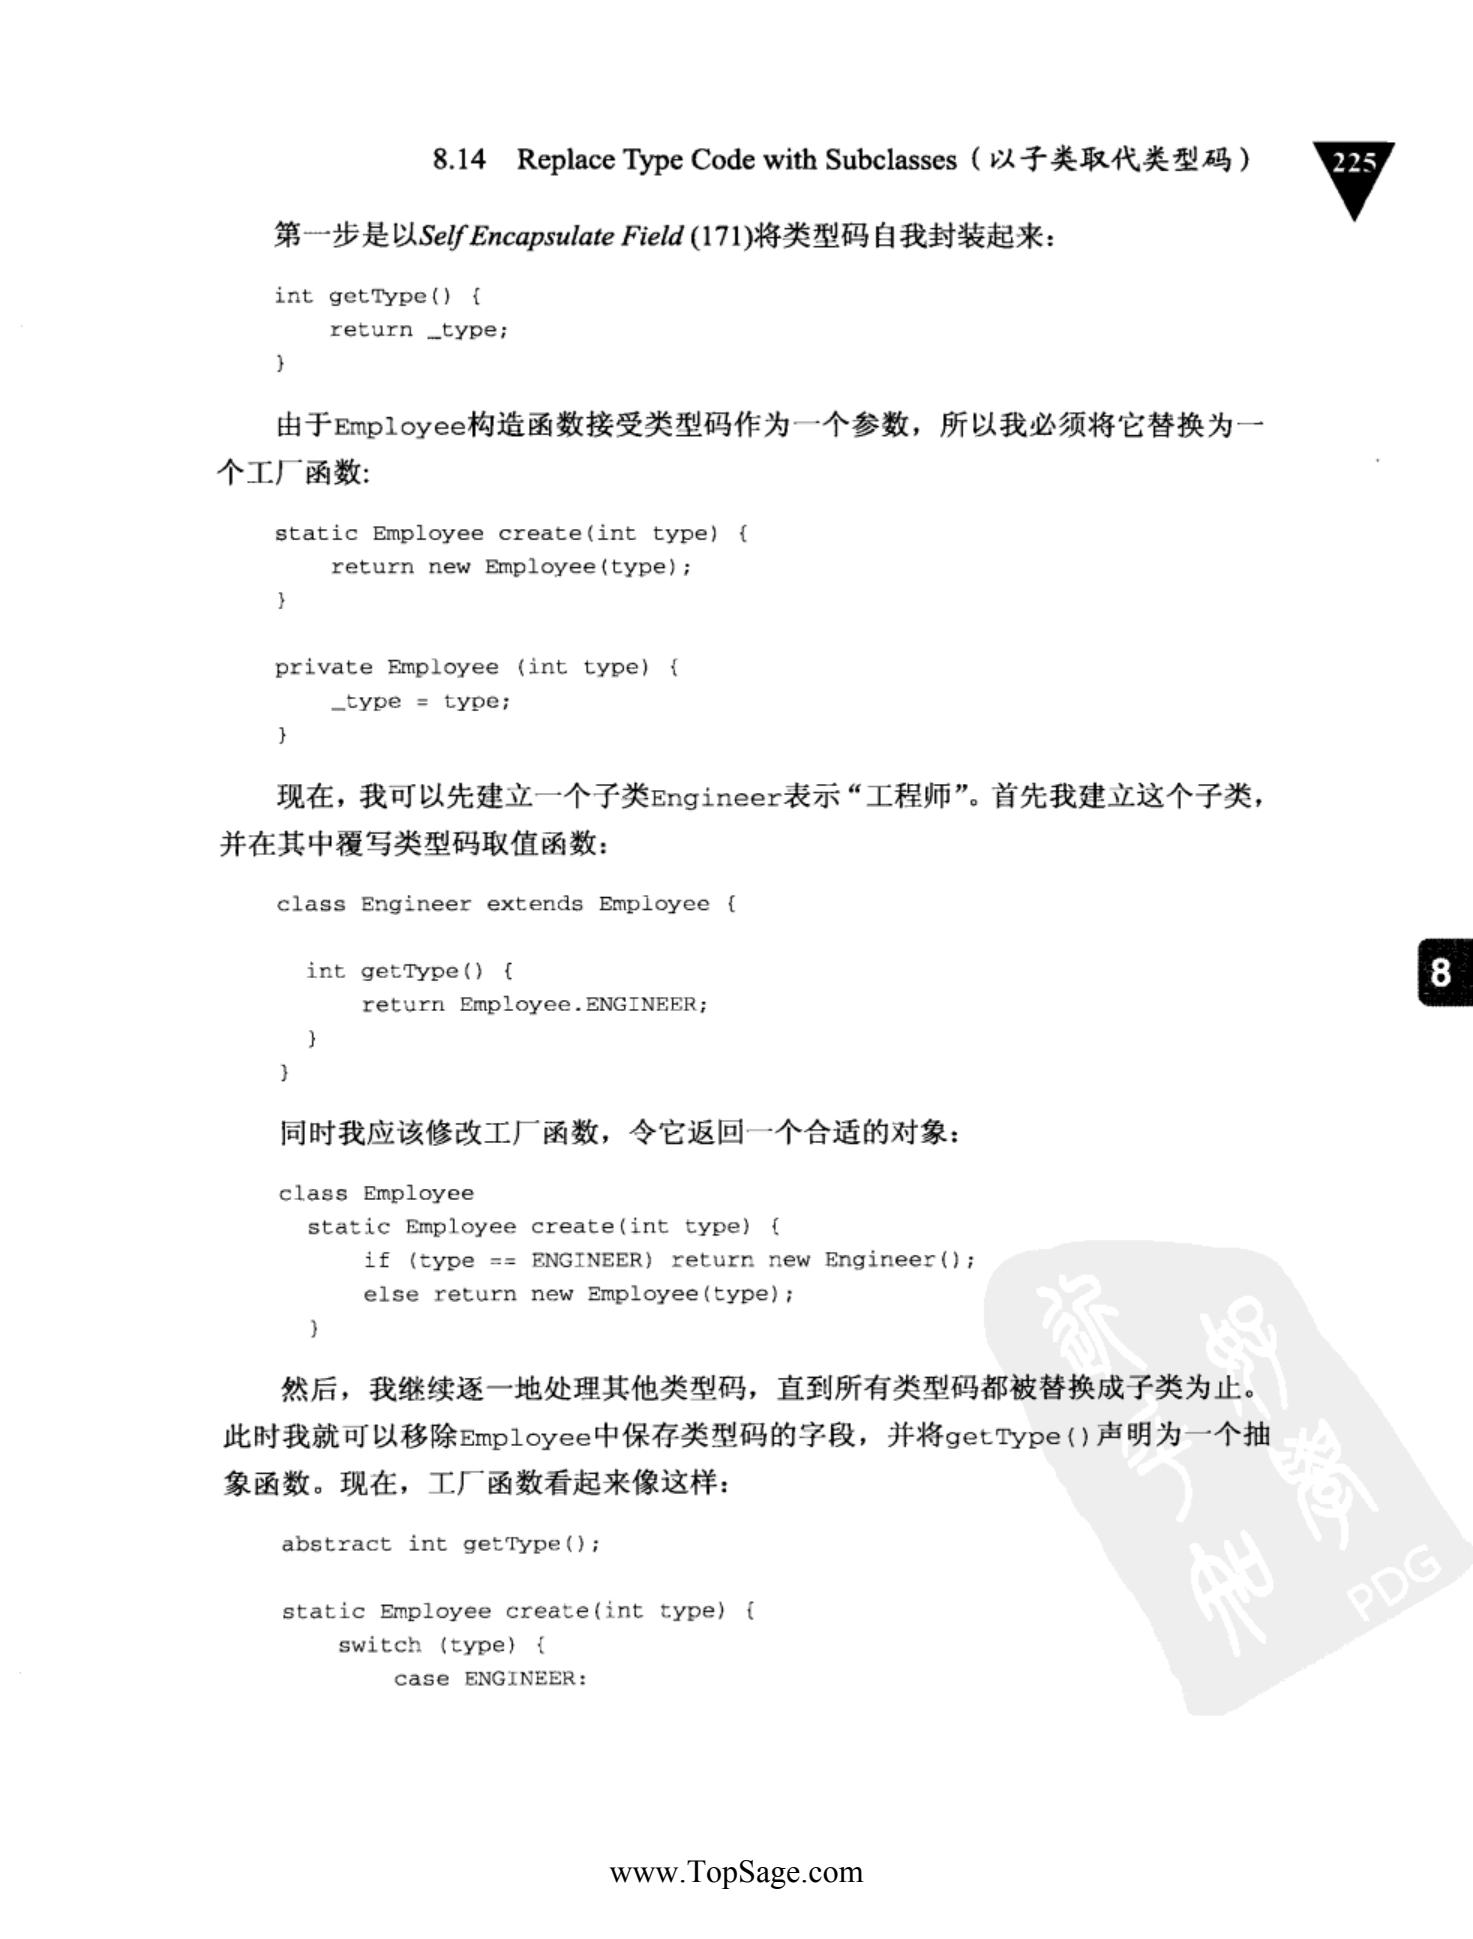 8.14 Replace Type Code with Subclasses（以子类取代类型码）
225
第一步是以Self Encapsulate Field (171)将类型码自我封装起来：
int getType() {
    return _type;
}
由于Employee构造函数接受类型码作为一个参数，所以我必须将它替换为一
个工厂函数:
static Employee create(int type) {
    return new Employee(type);
}
private Employee (int type) {
    _type = type;
}
现在，我可以先建立一个子类Engineer表示“工程师”。首先我建立这个子类，
并在其中覆写类型码取值函数：
class Engineer extends Employee {
  int getType() {
      return Employee.ENGINEER;
  }
}
8
同时我应该修改工厂函数，令它返回一个合适的对象：
class Employee
  static Employee create(int type) {
      if (type == ENGINEER) return new Engineer();
      else return new Employee(type);
  }
然后，我继续逐一地处理其他类型码，直到所有类型码都被替换成子类为止。
此时我就可以移除Employee中保存类型码的字段，并将getType()声明为一个抽
象函数。现在，工厂函数看起来像这样：
abstract int getType();
static Employee create(int type) {
    switch (type) {
        case ENGINEER:
PDG
www.TopSage.com